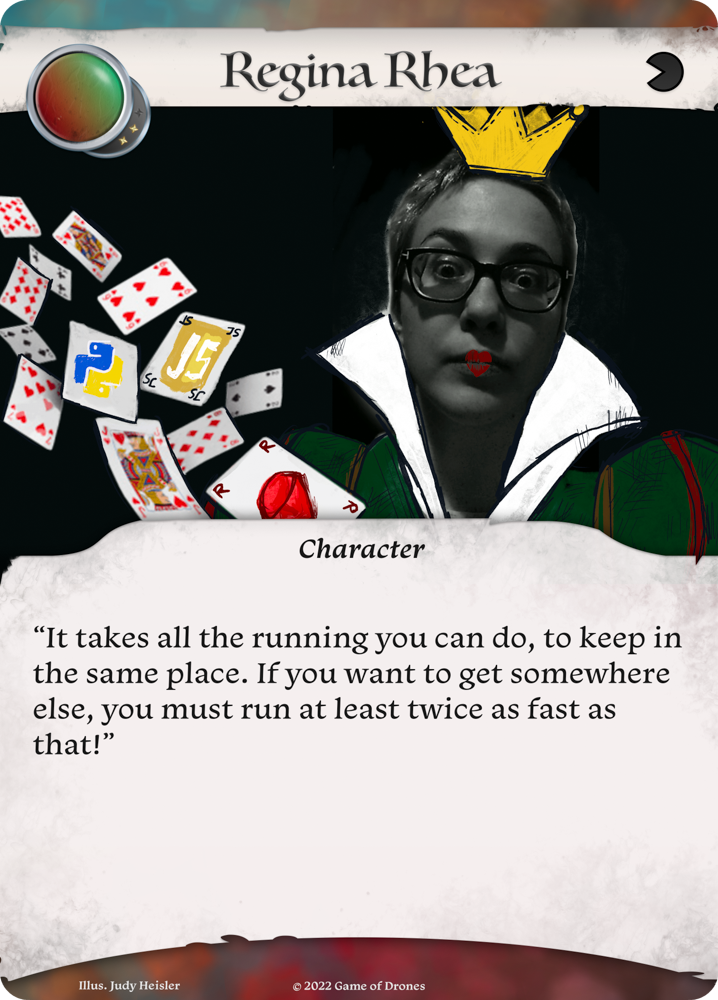 Regina Rhea
JS
JS
JS
SC
SC
R
R
R
Character
“It takes all the running you can do, to keep in
the same place. If you want to get somewhere
else, you must run at least twice as fast as
that!”
Illus. Judy Heisler
© 2022 Game of Drones